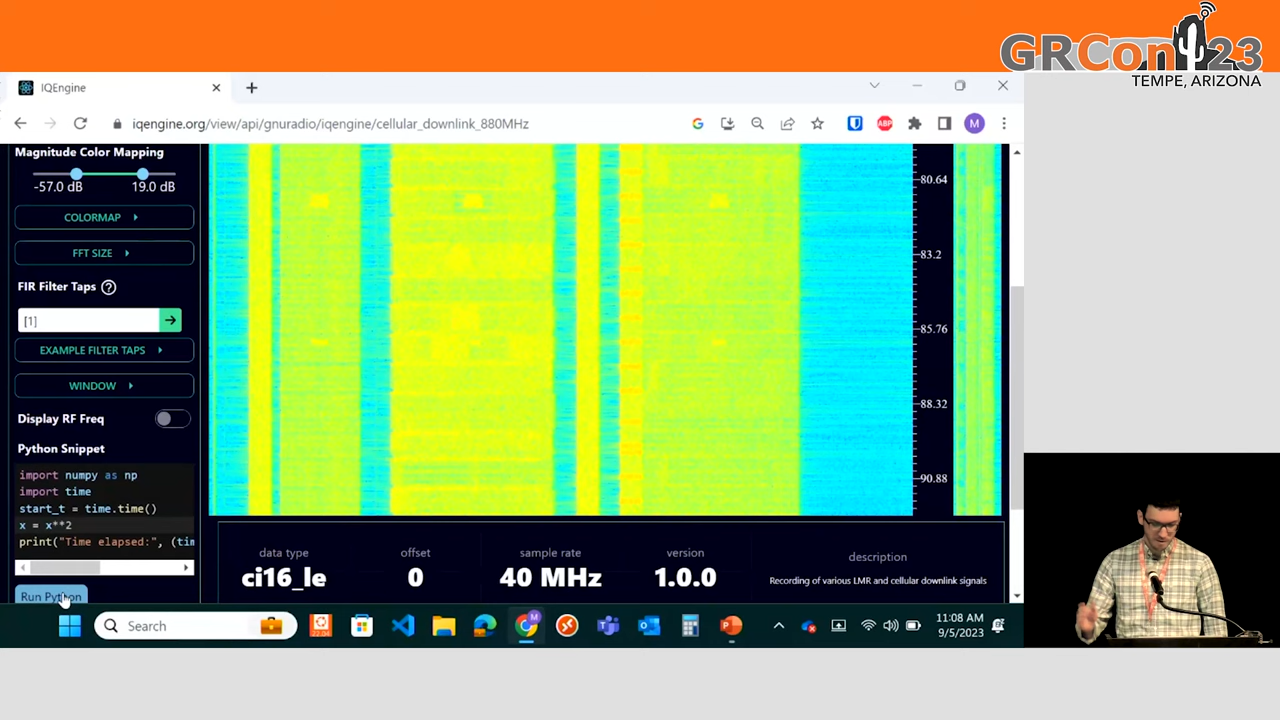 GRCon 23
TEMPE, ARIZONA
IQEngine
iqengine.org/view/api/gnuradio/iqengine/cellular_downlink_880MHz
ABP
M
Magnitude Color Mapping
-57.0 dB
19.0 dB
COLORMAP
FFT SIZE
FIR Filter Taps
?
[1]
EXAMPLE FILTER TAPS
WINDOW
Display RF Freq
Python Snippet
import numpy as np
import time
start_t = time.time()
x = x**2
print("Time elapsed:", (tim
Run Python
80.64
83.2
85.76
88.32
90.88
data type
ci16_le
offset
0
sample rate
40 MHz
version
1.0.0
description
Recording of various LMR and cellular downlink signals
Search
11:08 AM
9/5/2023